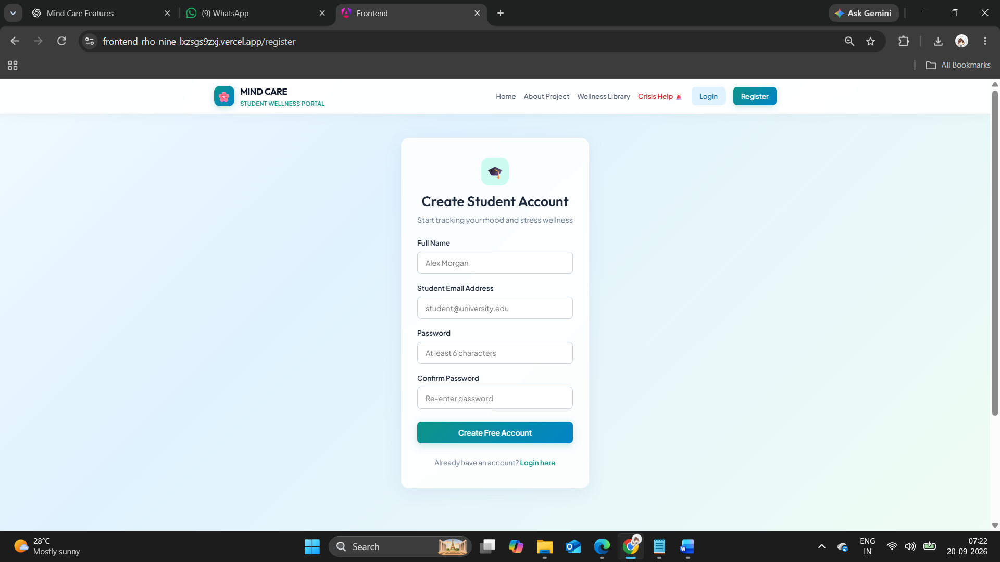 Mind Care Features
(9) WhatsApp
Frontend
Ask Gemini
frontend-rho-nine-lxzsgs9zxj.vercel.app/register
All Bookmarks
MIND CARE
STUDENT WELLNESS PORTAL
Home
About Project
Wellness Library
Crisis Help
Login
Register
Create Student Account
Start tracking your mood and stress wellness
Full Name
Alex Morgan
Student Email Address
student@university.edu
Password
At least 6 characters
Confirm Password
Re-enter password
Create Free Account
Already have an account? Login here
28°C
Mostly sunny
Search
ENG
IN
07:22
20-09-2026